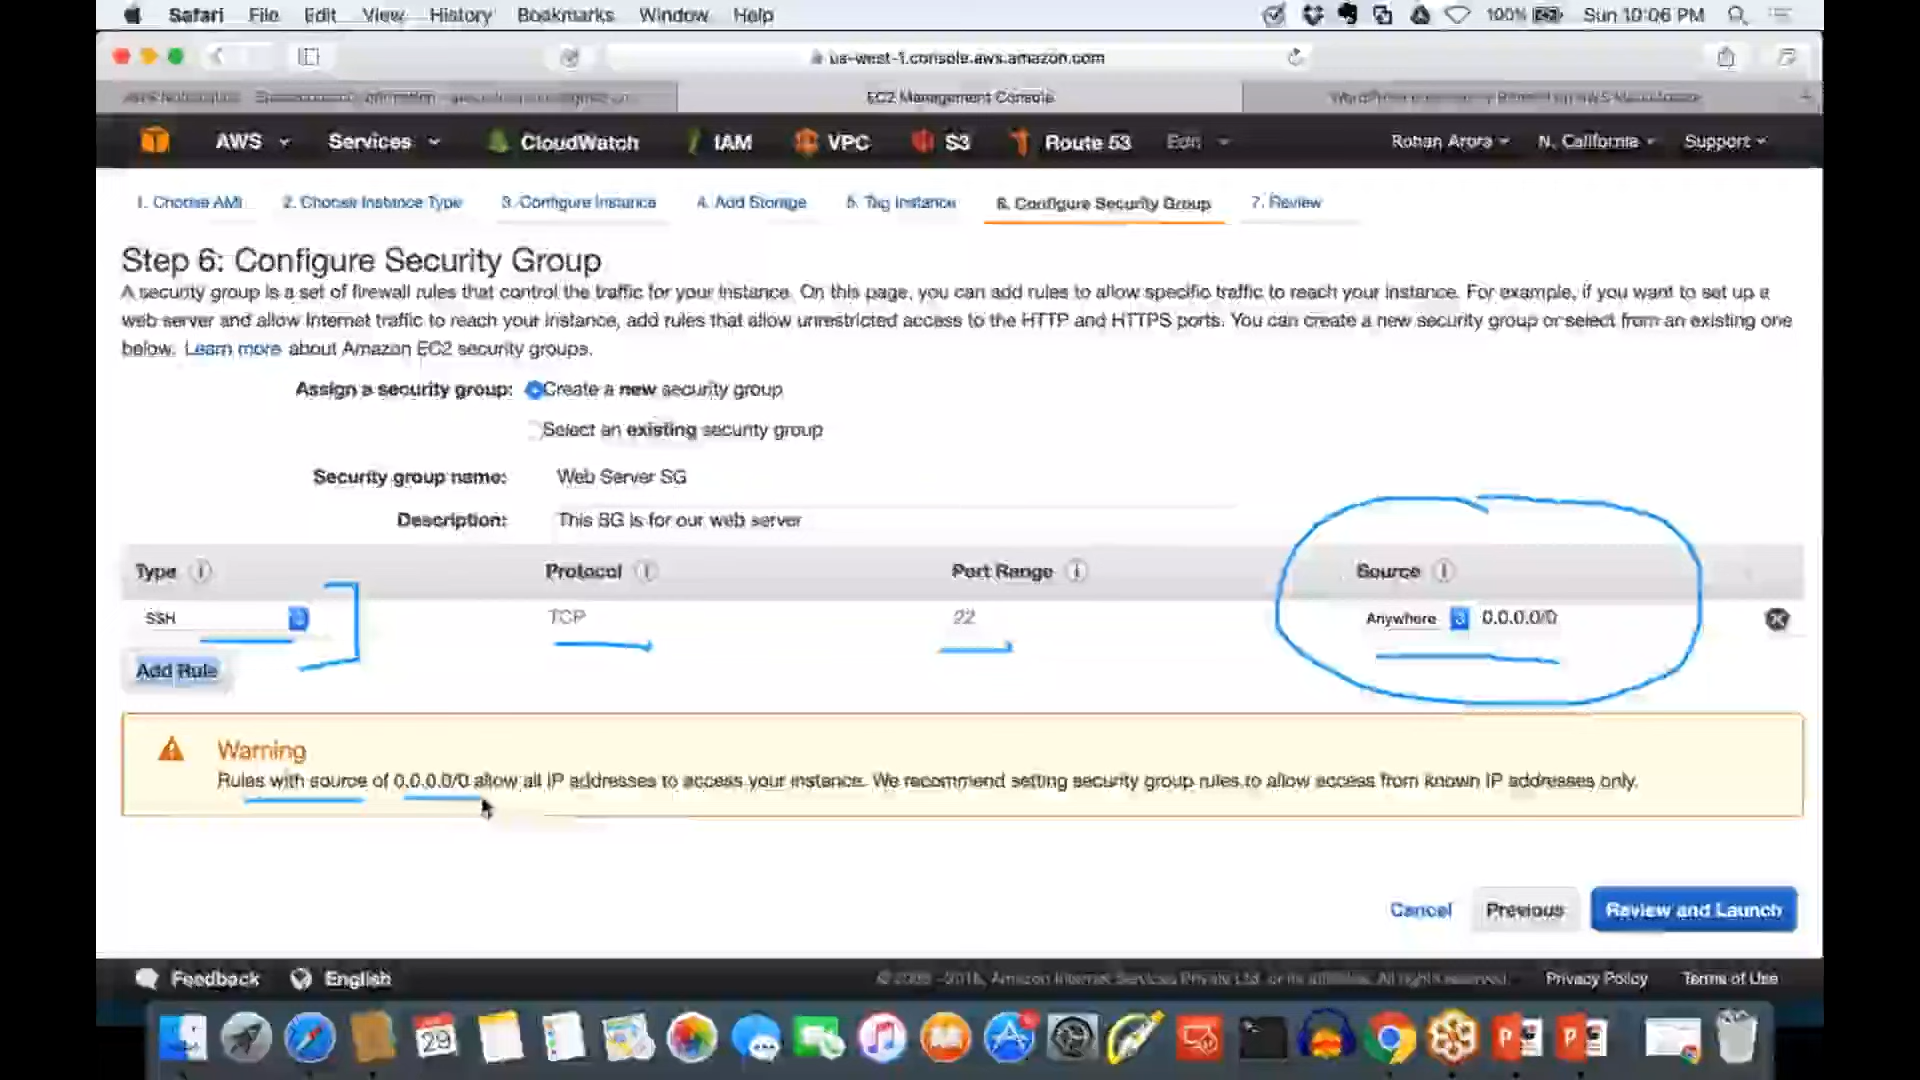 Safari File Edit View History Bookmarks Window Help 100% Sun 10:06 PM
us-west-1.console.aws.amazon.com
EC2 Management Console
AWS Services CloudWatch IAM VPC S3 Route 53 Edit Rohan Arora N. California Support
1. Choose AMI 2. Choose Instance Type 3. Configure Instance 4. Add Storage 5. Tag Instance 6. Configure Security Group 7. Review
Step 6: Configure Security Group
A security group is a set of firewall rules that control the traffic for your instance. On this page, you can add rules to allow specific traffic to reach your instance. For example, if you want to set up a
web server and allow Internet traffic to reach your instance, add rules that allow unrestricted access to the HTTP and HTTPS ports. You can create a new security group or select from an existing one
below. Learn more about Amazon EC2 security groups.
Assign a security group: Create a new security group
Select an existing security group
Security group name: Web Server SG
Description: This SG is for our web server
Type Protocol Port Range Source
SSH TCP 22 Anywhere 0.0.0.0/0
Add Rule
Warning
Rules with source of 0.0.0.0/0 allow all IP addresses to access your instance. We recommend setting security group rules to allow access from known IP addresses only.
Cancel Previous Review and Launch
Feedback English Amazon Internet Services Private Ltd. or its affiliates. All rights reserved. Privacy Policy Terms of Use
29